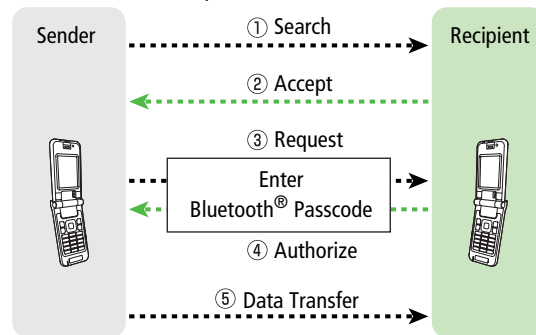 Sender
① Search
Recipient
② Accept
③ Request
Enter
Bluetooth® Passcode
④ Authorize
⑤ Data Transfer